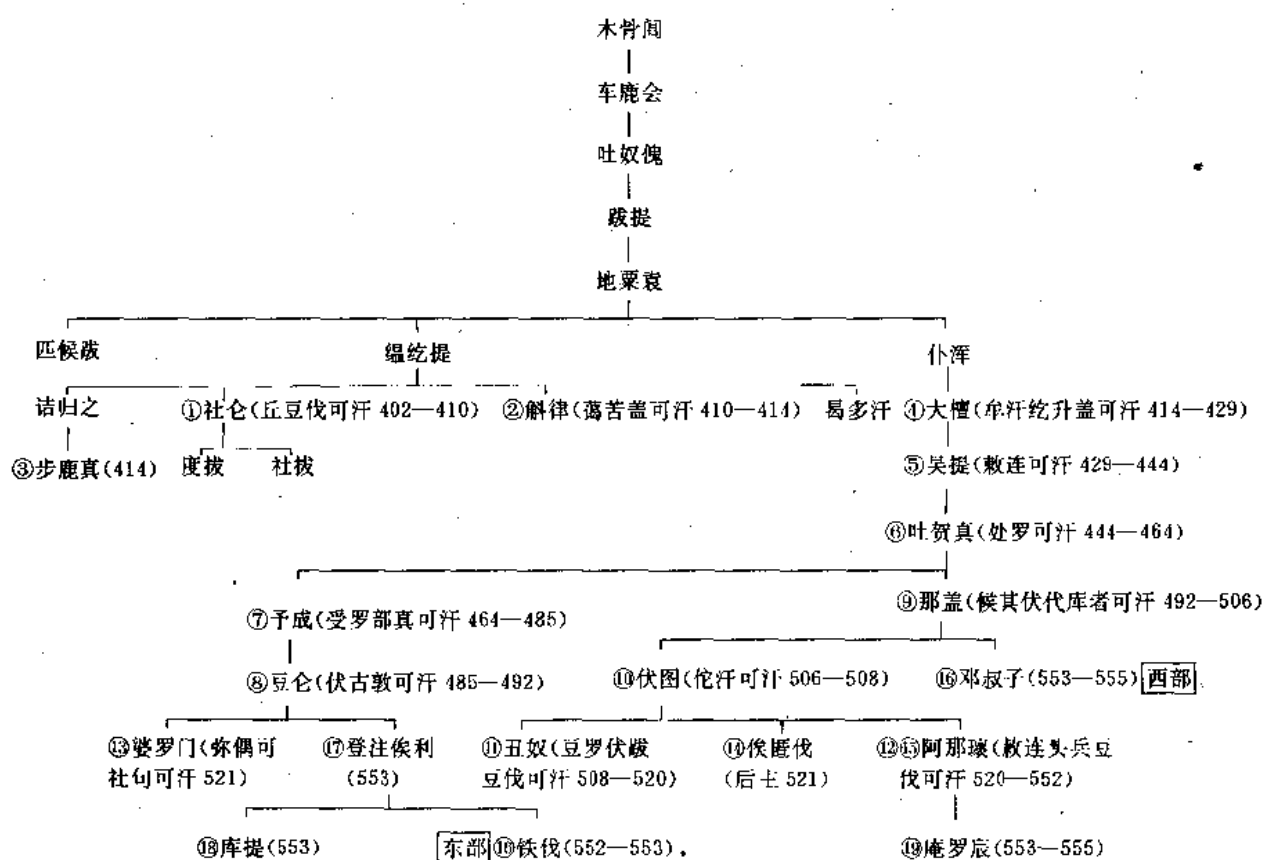 木骨闾
车鹿会
吐奴傀
跋提
地粟袁
匹候跋 缊纥提 仆浑
诘归之 ①社仑(丘豆伐可汗 402—410) ②斛律(蔼苦盖可汗 410—414) 曷多汗 ④大檀(牟汗纥升盖可汗 414—429)
③步鹿真(414) 度拔 社拔 ⑤吴提(敕连可汗 429—444)
⑥吐贺真(处罗可汗 444—464)
⑦予成(受罗部真可汗 464—485) ⑨那盖(候其伏代库者可汗 492—506)
⑧豆仑(伏古敦可汗 485—492) ⑩伏图(佗汗可汗 506—508) ⑯邓叔子(553—555) 西部
⑬婆罗门(弥偶可 ⑰登注俟利 ⑪丑奴(豆罗伏跋 ⑭俟匿伐 ⑫⑮阿那瓌(敕连头兵豆
社句可汗 521) (553) 豆伐可汗 508—520) (后主 521) 伐可汗 520—552)
⑱库提(553) 东部 铁伐(552—553). ⑲庵罗辰(553—555)